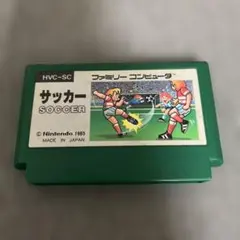 HVC-SC
ファミリー コンピュータ
サッカー
SOCCER
© Nintendo 1985
MADE IN JAPAN